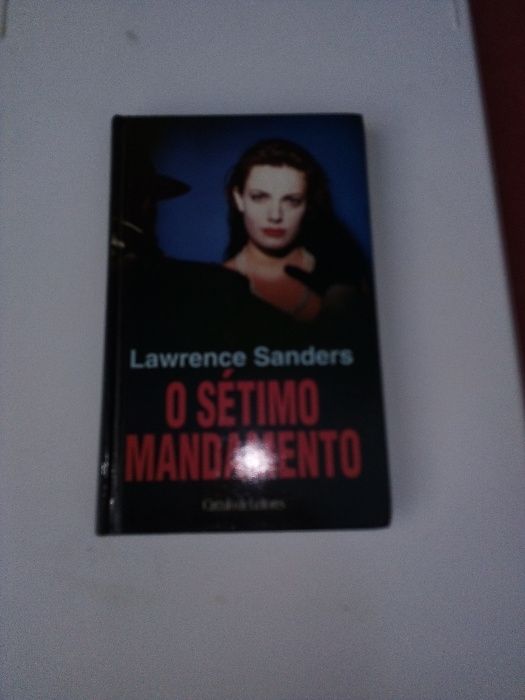 Lawrence Sanders
O SÉTIMO
MANDAMENTO
Círculo de Leitores